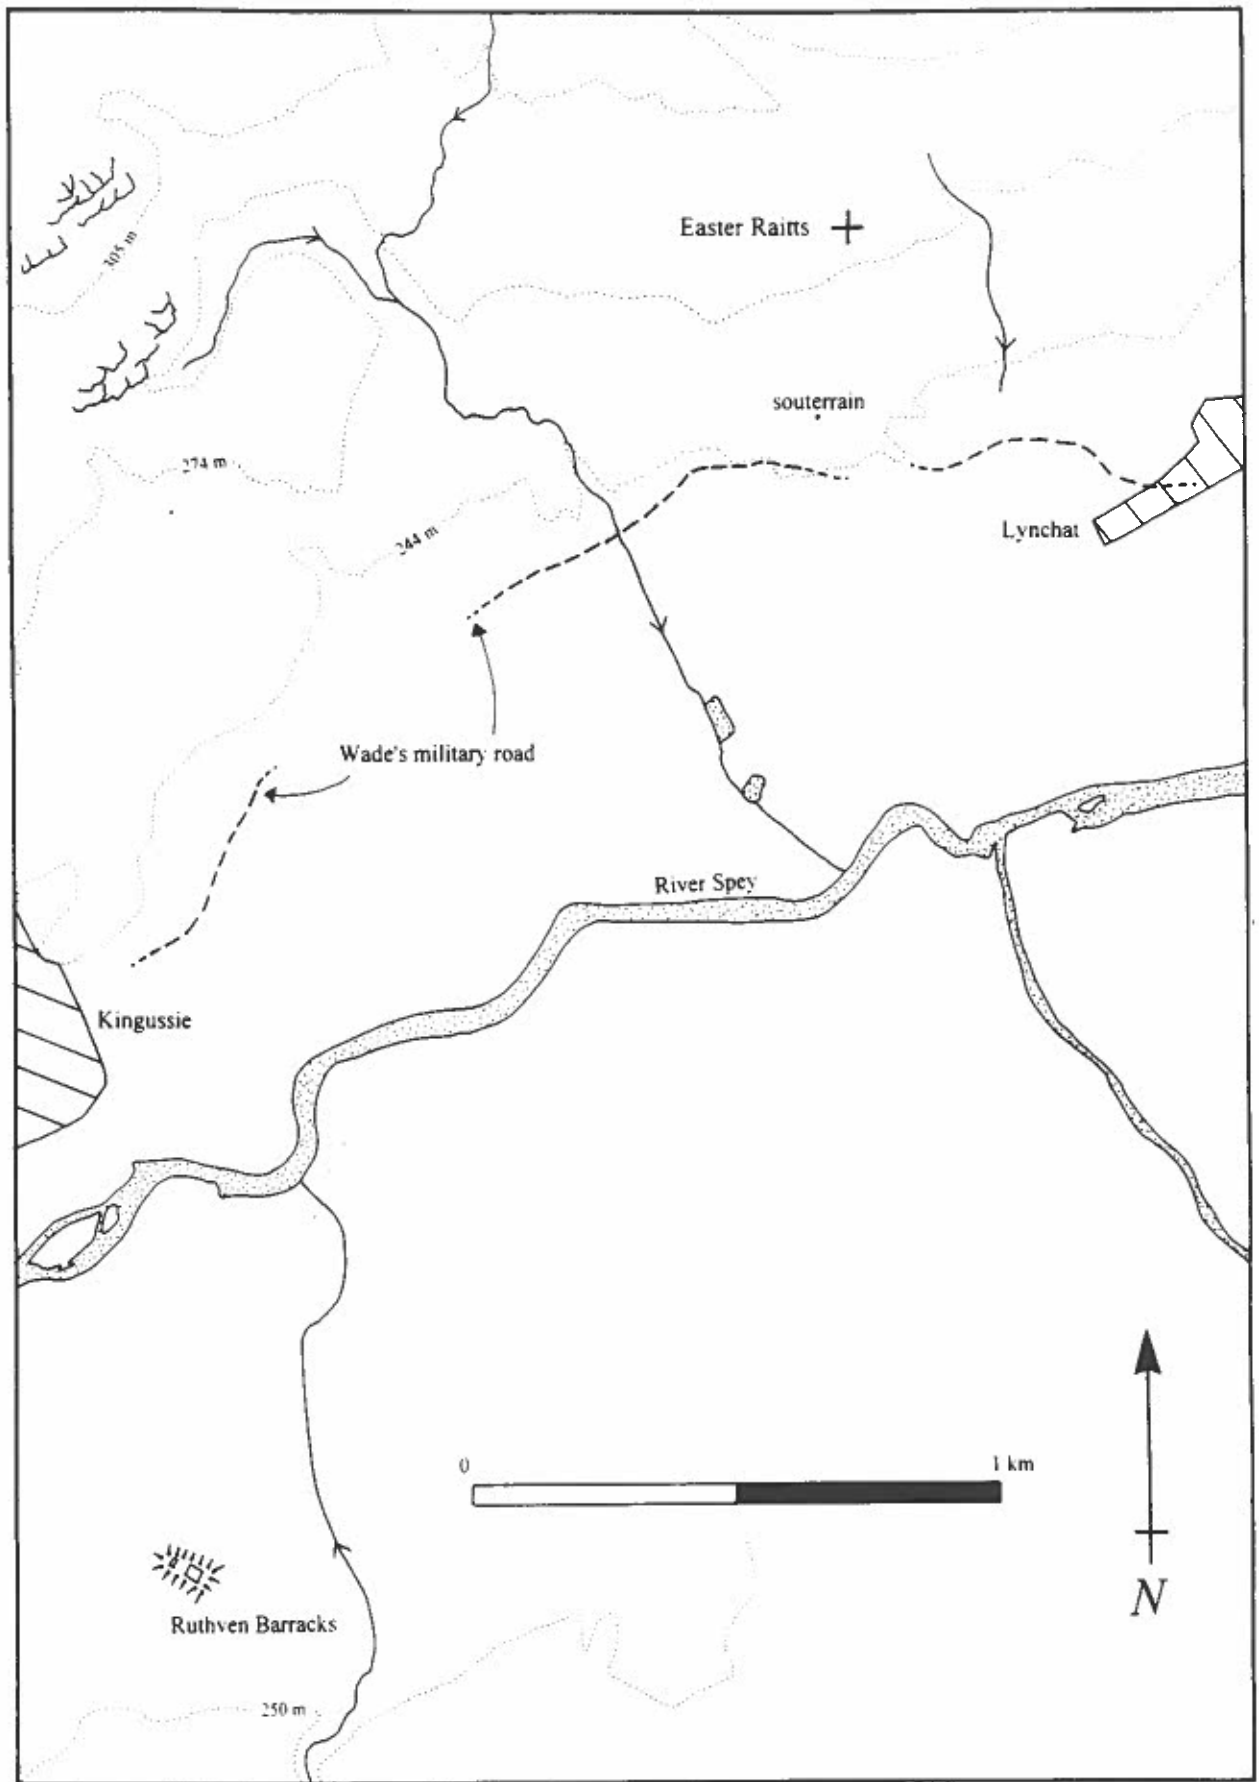 Easter Raitts
305 m
souterrain
274 m
Lynchat
244 m
Wade's military road
River Spey
Kingussie
0 1 km
N
Ruthven Barracks
250 m